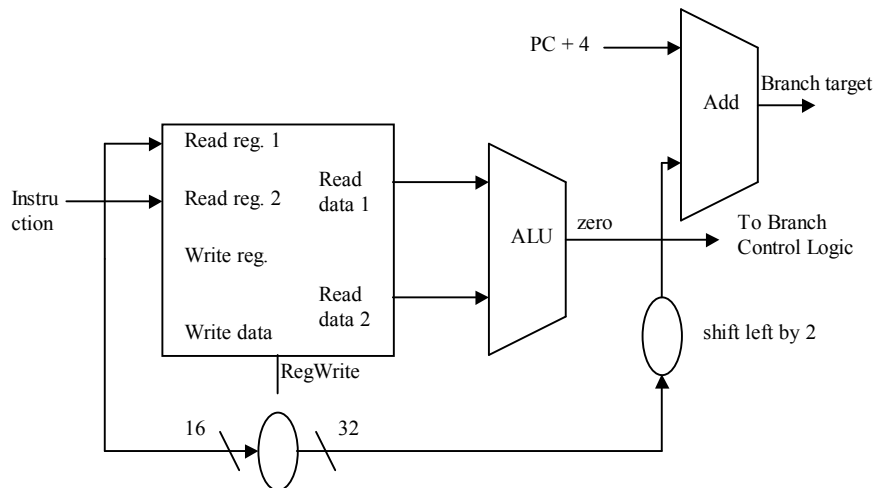 PC + 4
Add
Branch target
Read reg. 1
Instru
ction
Read reg. 2
Read
data 1
Write reg.
ALU
zero
To Branch
Control Logic
Read
data 2
Write data
shift left by 2
RegWrite
16
32